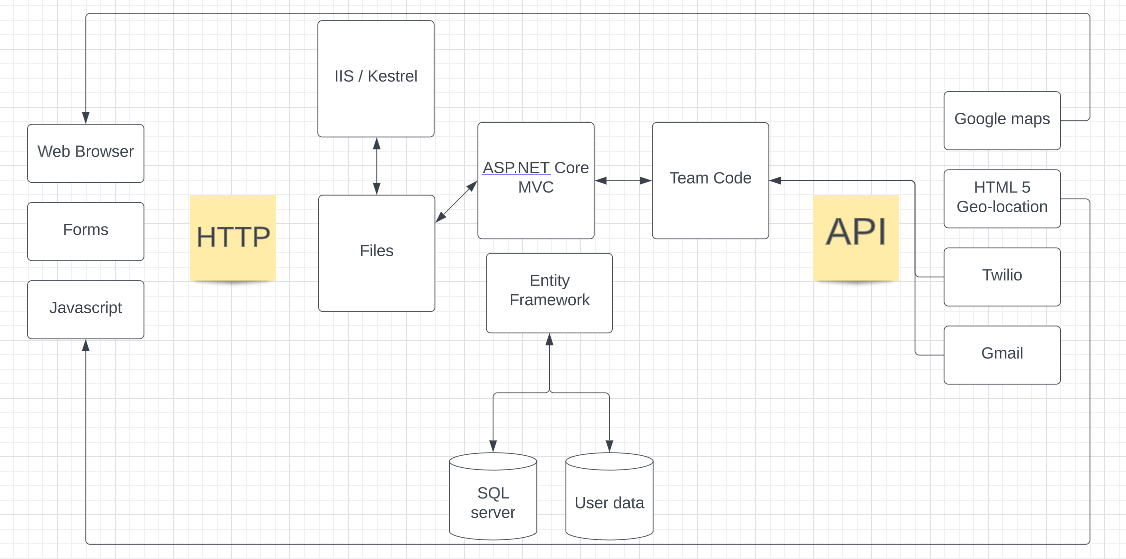 IIS / Kestrel
Google maps
Web Browser
ASP.NET Core
MVC
Team Code
HTML 5
Geo-location
Forms
HTTP
Files
API
Entity
Framework
Twilio
Javascript
Gmail
SQL
server
User data